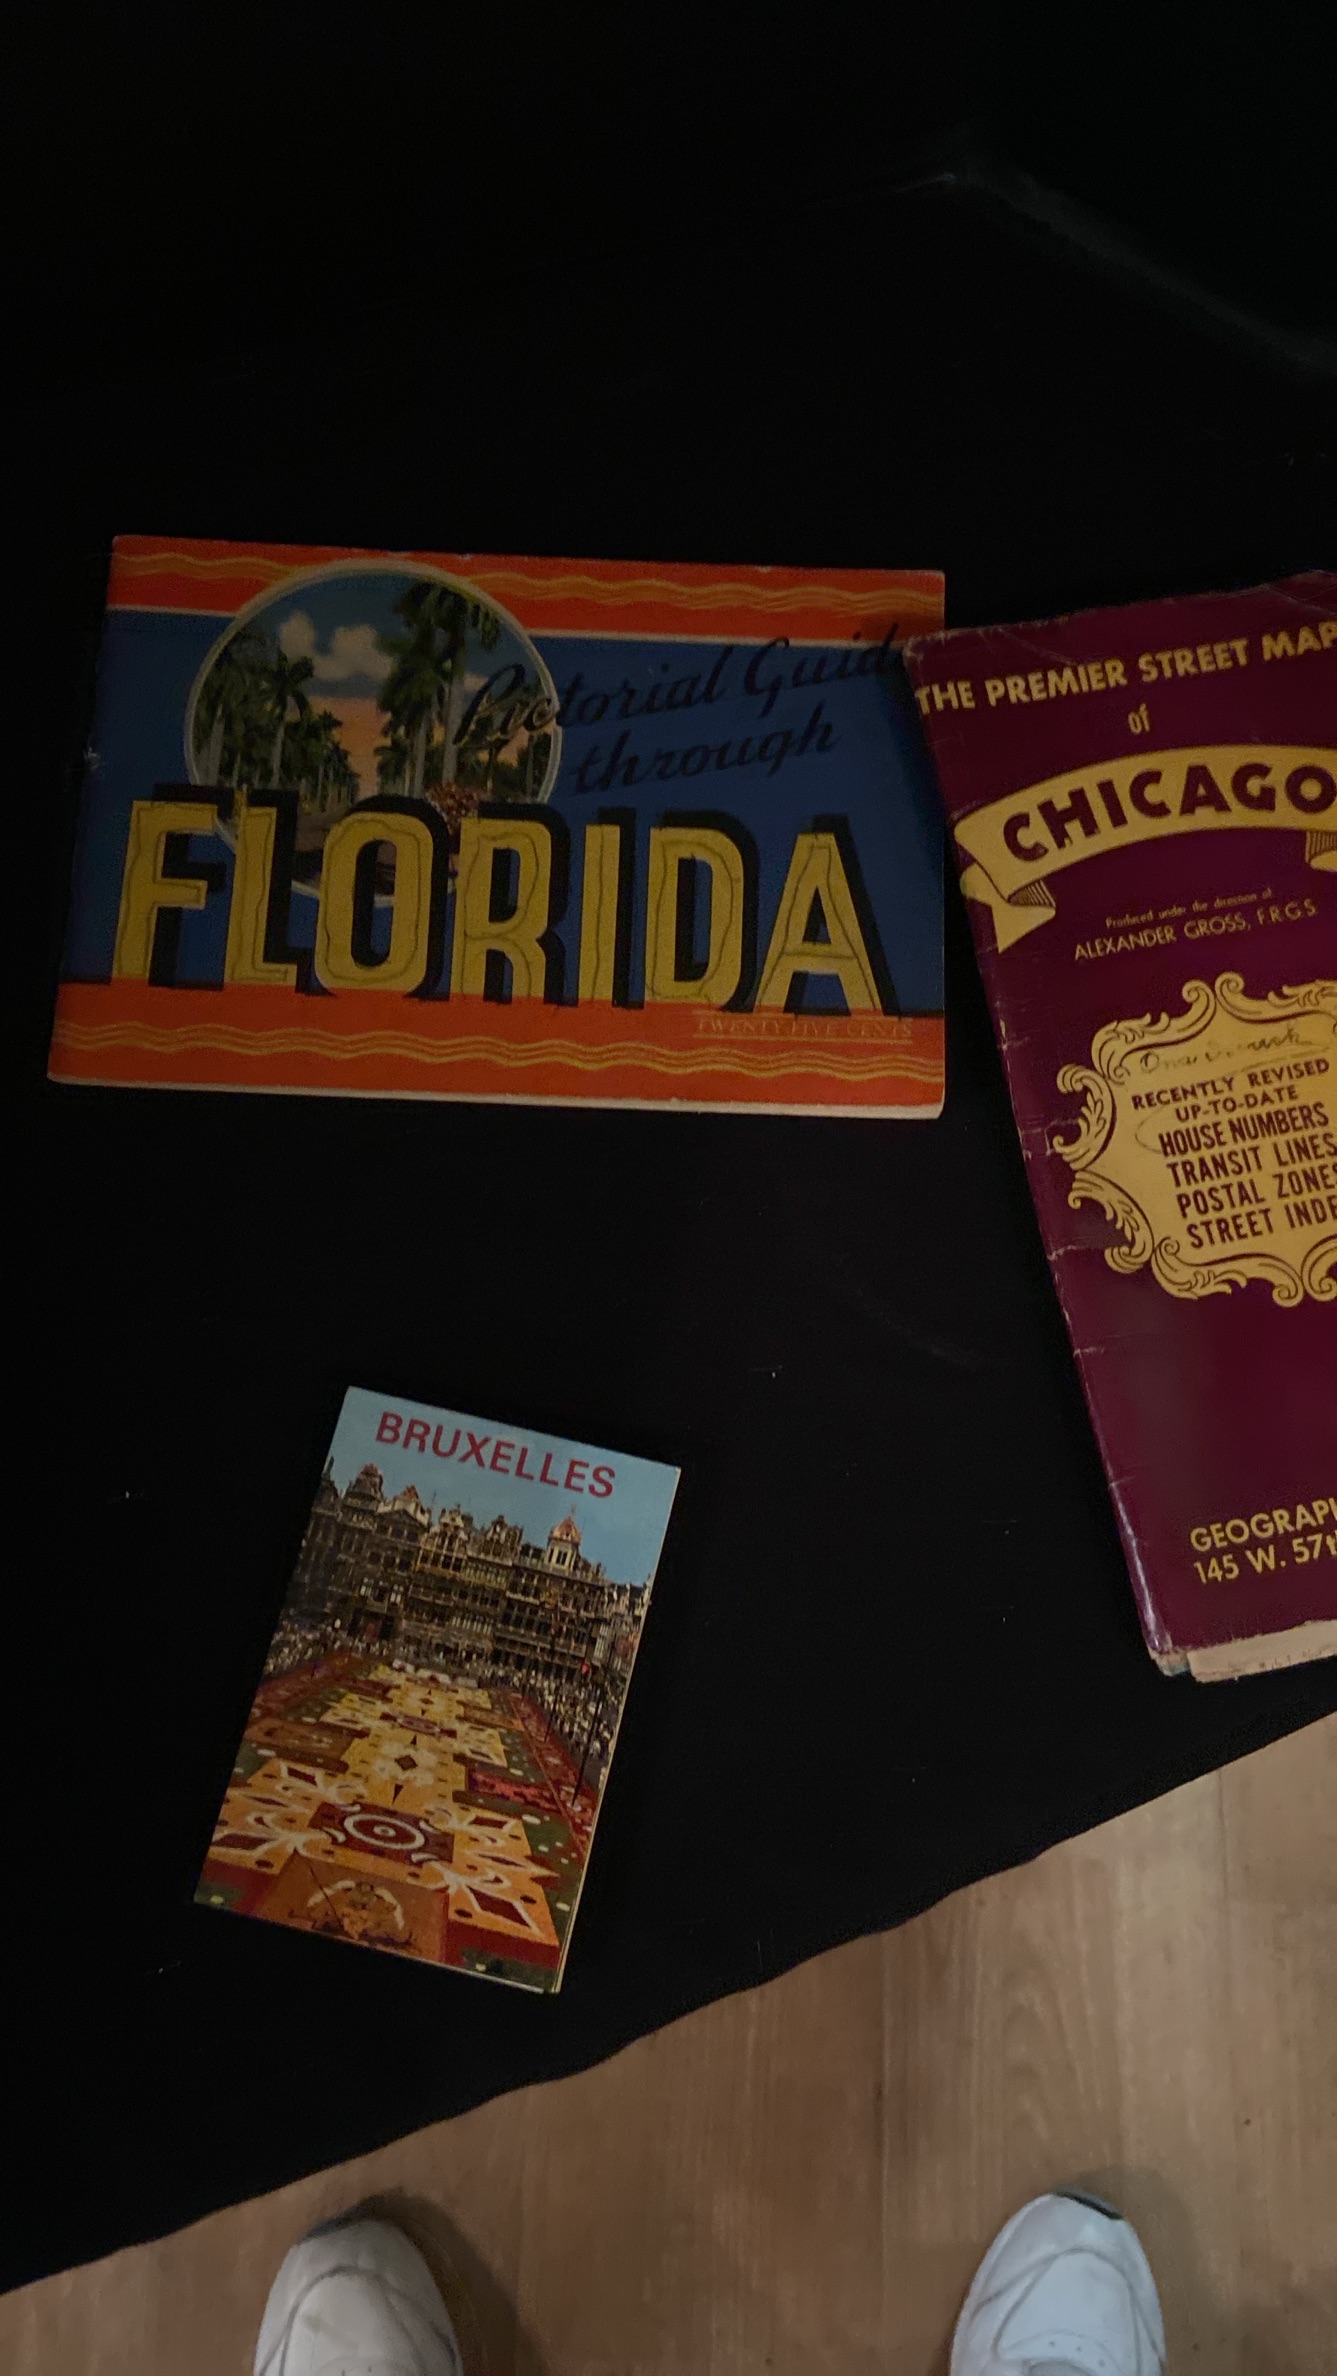 Pictorial Guide
through
FLORIDA
TWENTY-FIVE CENTS
THE PREMIER STREET MAP
of
CHICAGO
Produced under the direction of
ALEXANDER GROSS, F.R.G.S.
RECENTLY REVISED
UP-TO-DATE
HOUSE NUMBERS
TRANSIT LINES
POSTAL ZONES
STREET INDE
GEOGRAPH
145 W. 57t
BRUXELLES